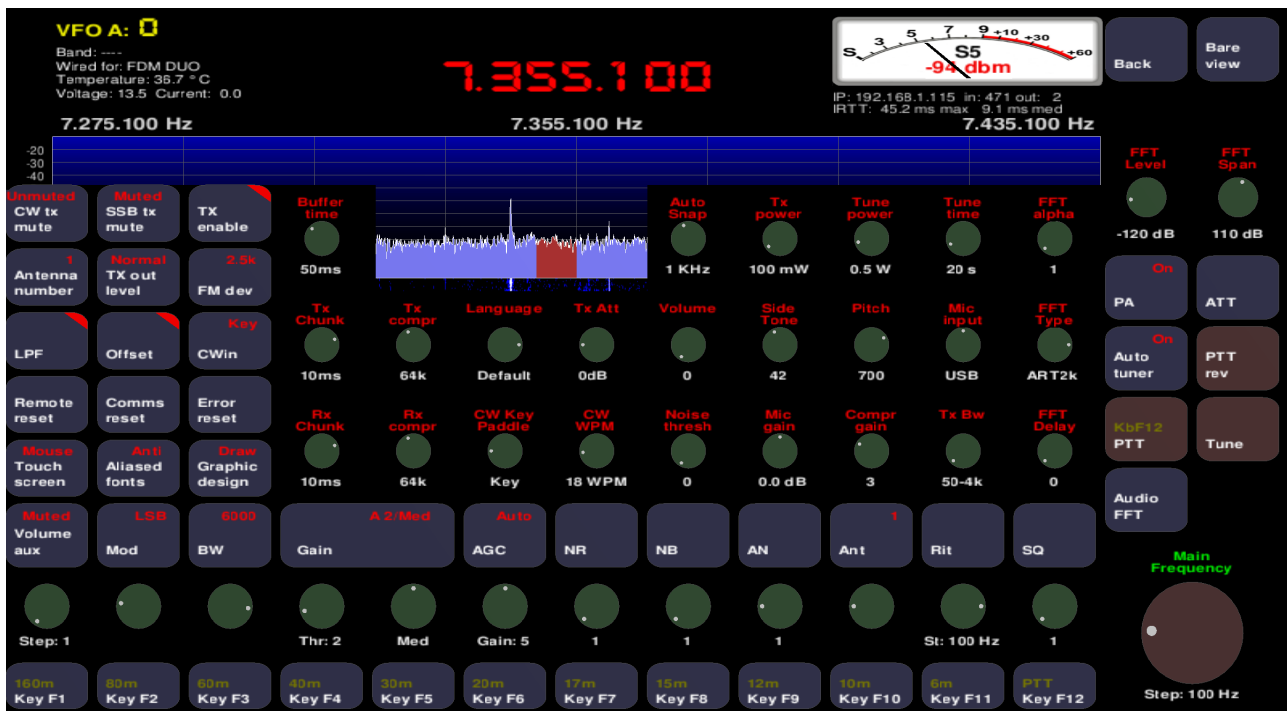 VFO A: 0
Band: ----
Wired for: FDM DUO
Temperature: 36.7 ° C
Voltage: 13.5 Current: 0.0
7.355.100
S 3 5 7 9 +10 +30 +60
S5
-94 dbm
IP: 192.168.1.115 in: 471 out: 2
IRTT: 45.2 ms max 9.1 ms med
Back
Bare
view
7.275.100 Hz 7.355.100 Hz 7.435.100 Hz
-20
-30
-40
FFT
Level
-120 dB
FFT
Span
110 dB
Unmuted
CW tx
mute
Muted
SSB tx
mute
TX
enable
Buffer
time
50ms
Auto
Snap
1 KHz
Tx
power
100 mW
Tune
power
0.5 W
Tune
time
20 s
FFT
alpha
1
1
Antenna
number
Normal
TX out
level
2.5k
FM dev
On
PA
ATT
LPF
Offset
Key
CWin
Tx
Chunk
10ms
Tx
compr
64k
Language
Default
Tx Att
0dB
Volume
0
Side
Tone
42
Pitch
700
Mic
input
USB
FFT
Type
ART2k
On
Auto
tuner
PTT
rev
Remote
reset
Comms
reset
Error
reset
Rx
Chunk
10ms
Rx
compr
64k
CW Key
Paddle
Key
CW
WPM
18 WPM
Noise
thresh
0
Mic
gain
0.0 dB
Compr
gain
3
Tx Bw
50-4k
FFT
Delay
0
KbF12
PTT
Tune
Mouse
Touch
screen
Anti
Aliased
fonts
Draw
Graphic
design
Audio
FFT
Muted
Volume
aux
LSB
Mod
6000
BW
A 2/Med
Gain
Auto
AGC
NR
NB
AN
1
Ant
Rit
SQ
Main
Frequency
Step: 1
Thr: 2
Med
Gain: 5
1
1
1
St: 100 Hz
1
Step: 100 Hz
160m
Key F1
80m
Key F2
60m
Key F3
40m
Key F4
30m
Key F5
20m
Key F6
17m
Key F7
15m
Key F8
12m
Key F9
10m
Key F10
6m
Key F11
PTT
Key F12